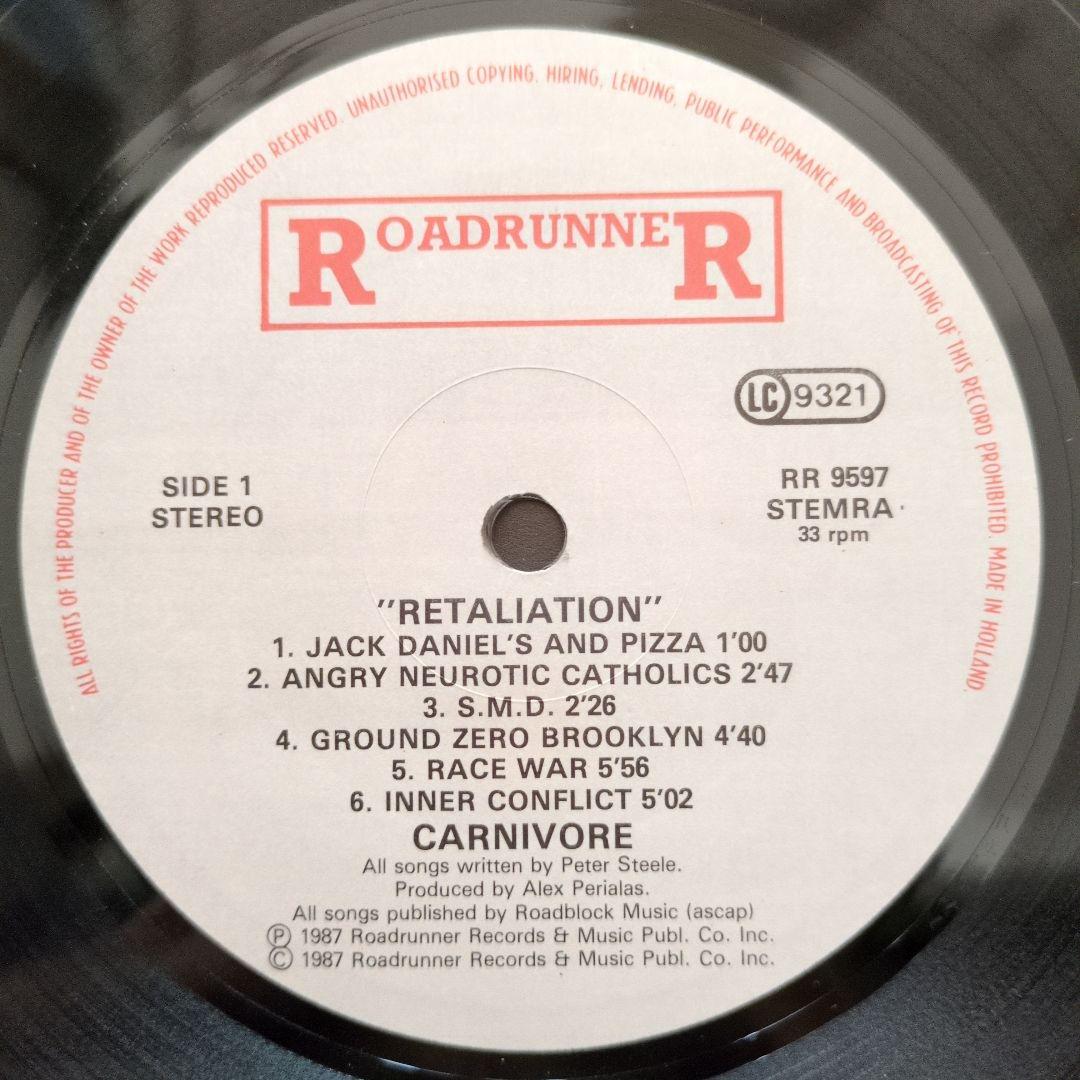 ALL RIGHTS OF THE PRODUCER AND OF THE OWNER OF THE WORK REPRODUCED RESERVED. UNAUTHORISED COPYING. HIRING, LENDING, PUBLIC PERFORMANCE AND BROADCASTING OF THIS RECORD PROHIBITED. MADE IN HOLLAND.
ROADRUNNER
LC 9321
SIDE 1
STEREO
RR 9597
STEMRA
33 rpm
"RETALIATION"
1. JACK DANIEL'S AND PIZZA 1'00
2. ANGRY NEUROTIC CATHOLICS 2'47
3. S.M.D. 2'26
4. GROUND ZERO BROOKLYN 4'40
5. RACE WAR 5'56
6. INNER CONFLICT 5'02
CARNIVORE
All songs written by Peter Steele.
Produced by Alex Perialas.
All songs published by Roadblock Music (ascap)
Ⓟ 1987 Roadrunner Records & Music Publ. Co. Inc.
© 1987 Roadrunner Records & Music Publ. Co. Inc.